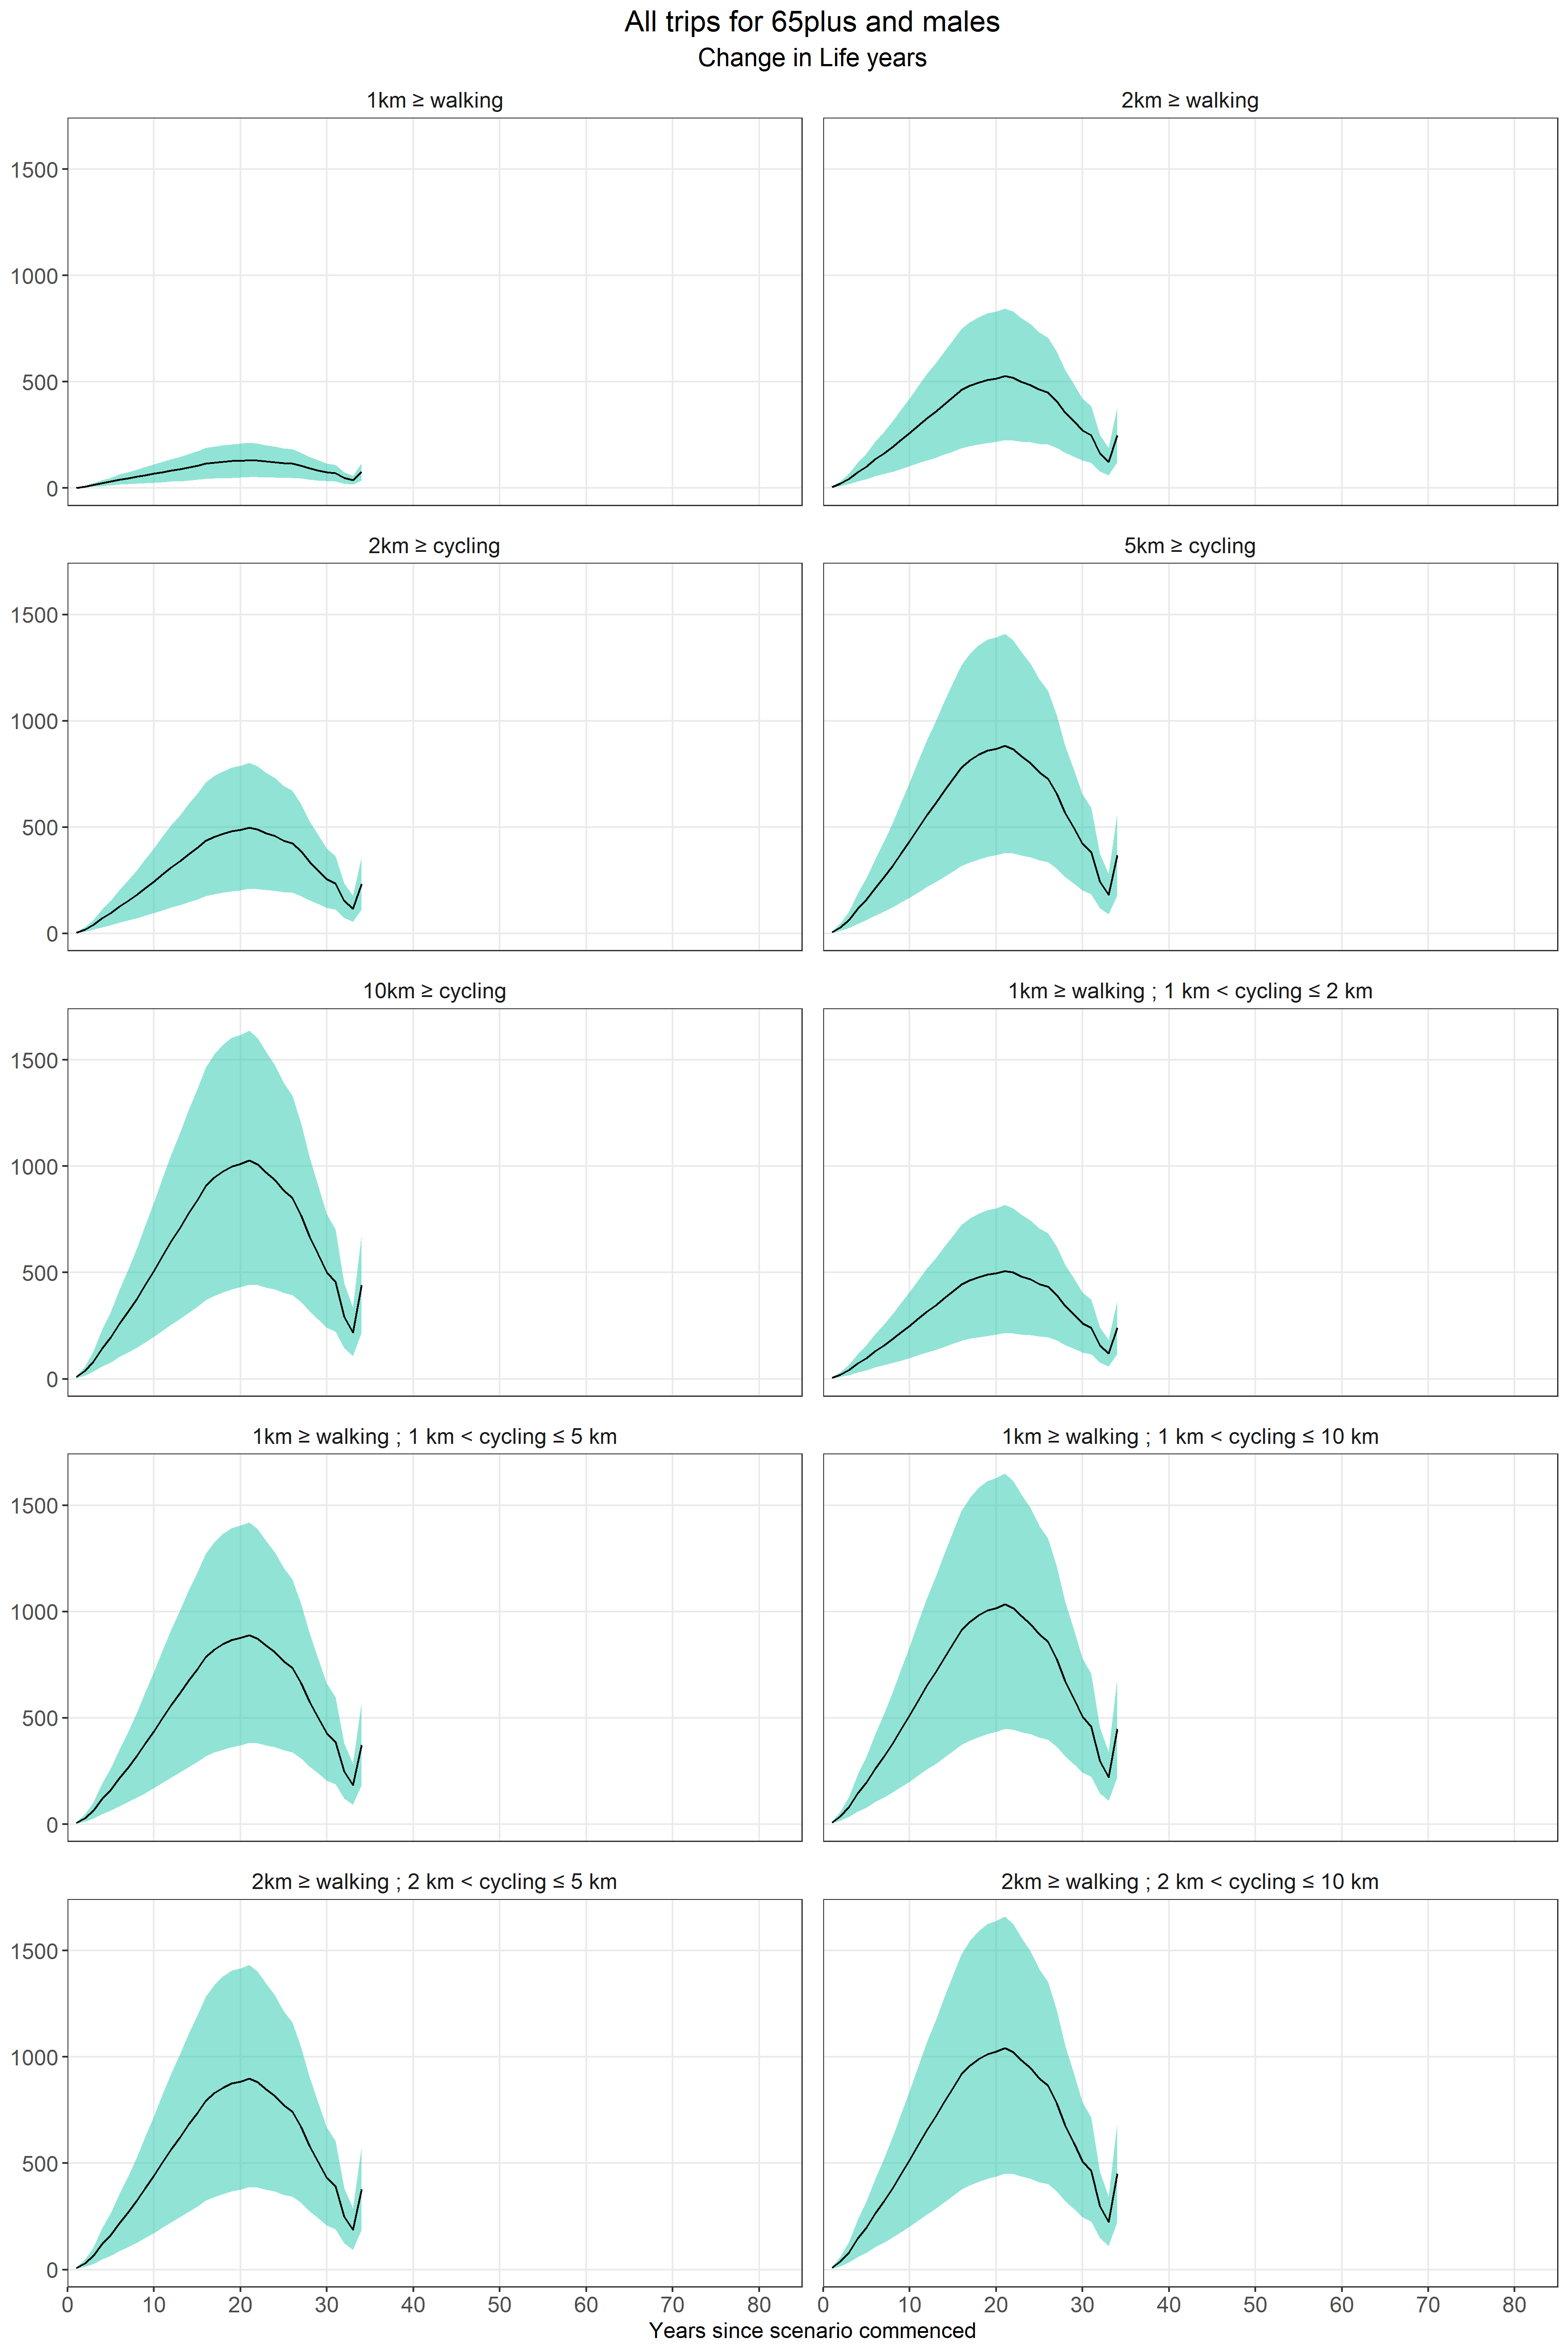 All trips for 65plus and males
Change in Life years
1km ≥ walking
2km ≥ walking
1500
1000
500
0
2km ≥ cycling
5km ≥ cycling
1500
1000
500
0
10km ≥ cycling
1km ≥ walking ; 1 km < cycling ≤ 2 km
1500
1000
500
0
1km ≥ walking ; 1 km < cycling ≤ 5 km
1km ≥ walking ; 1 km < cycling ≤ 10 km
1500
1000
500
0
2km ≥ walking ; 2 km < cycling ≤ 5 km
2km ≥ walking ; 2 km < cycling ≤ 10 km
1500
1000
500
0
0 10 20 30 40 50 60 70 80
0 10 20 30 40 50 60 70 80
Years since scenario commenced